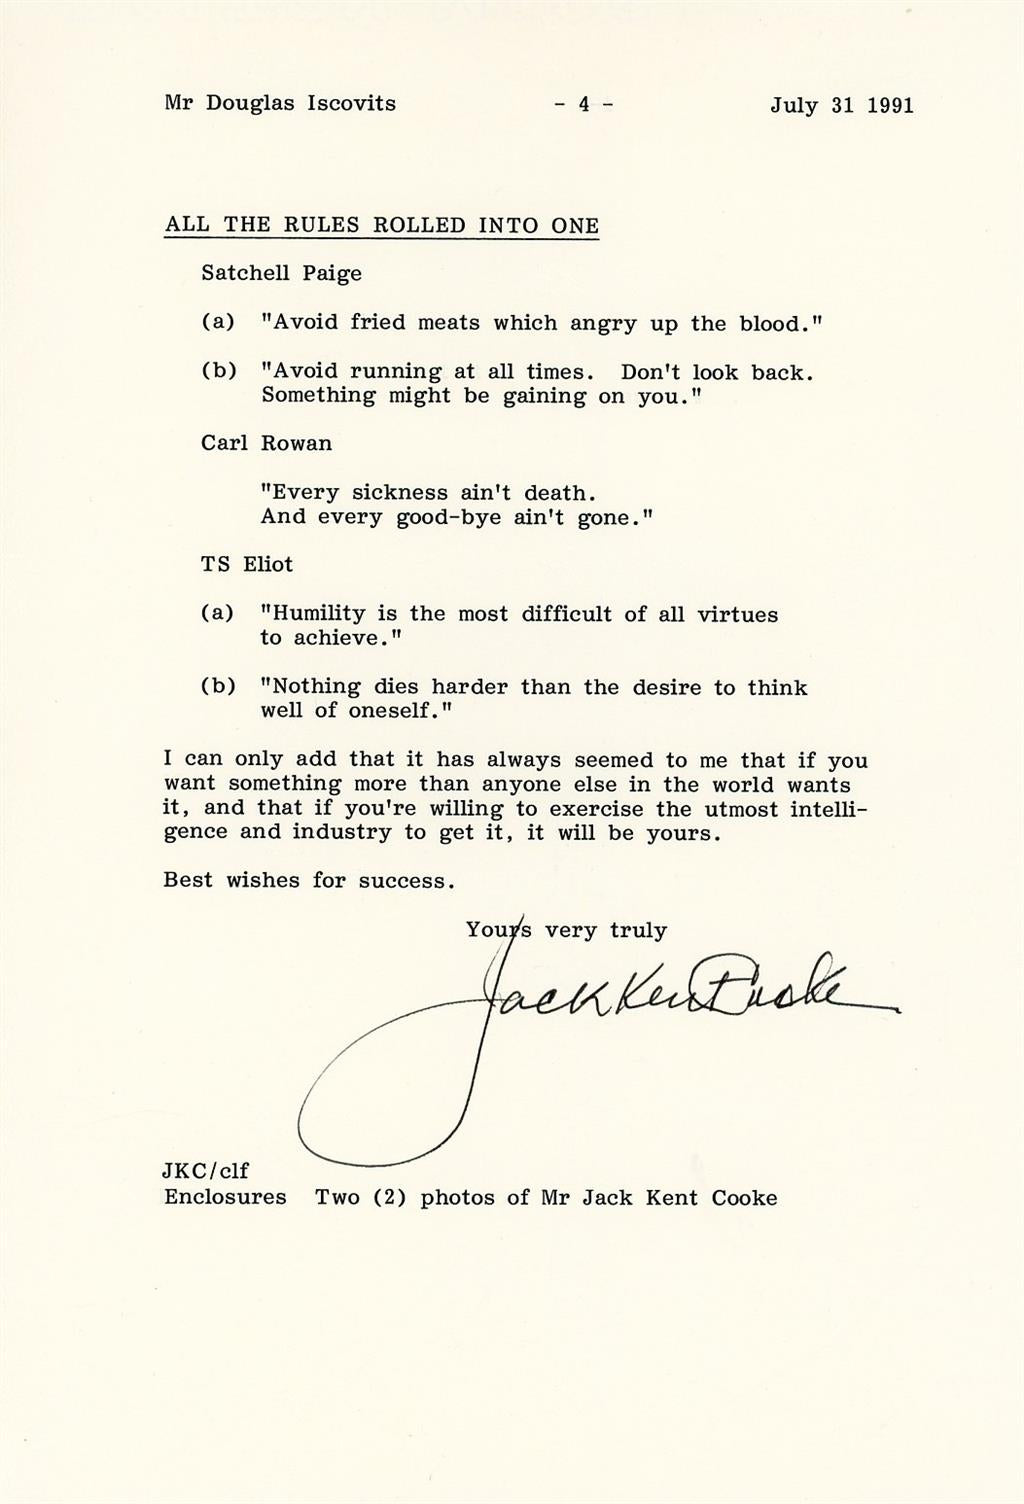 Mr Douglas Iscovits - 4 - July 31 1991
ALL THE RULES ROLLED INTO ONE
Satchell Paige
(a) "Avoid fried meats which angry up the blood."
(b) "Avoid running at all times. Don't look back.
Something might be gaining on you."
Carl Rowan
"Every sickness ain't death.
And every good-bye ain't gone."
TS Eliot
(a) "Humility is the most difficult of all virtues
to achieve."
(b) "Nothing dies harder than the desire to think
well of oneself."
I can only add that it has always seemed to me that if you
want something more than anyone else in the world wants
it, and that if you're willing to exercise the utmost intelli-
gence and industry to get it, it will be yours.
Best wishes for success.
Yours very truly
Jack Kent Cooke
JKC/clf
Enclosures Two (2) photos of Mr Jack Kent Cooke